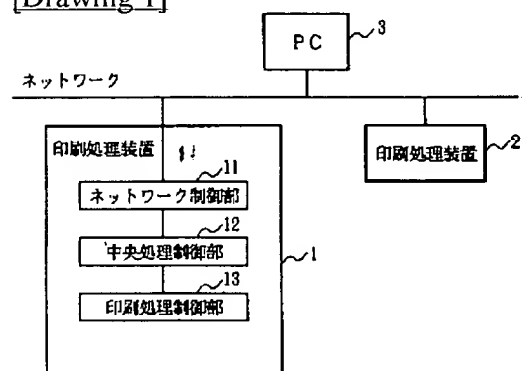 [Drawing 1]
PC 3
ネットワーク
印刷処理装置
印刷処理装置 2
11
ネットワーク制御部
12
中央処理制御部
1
13
印刷処理制御部